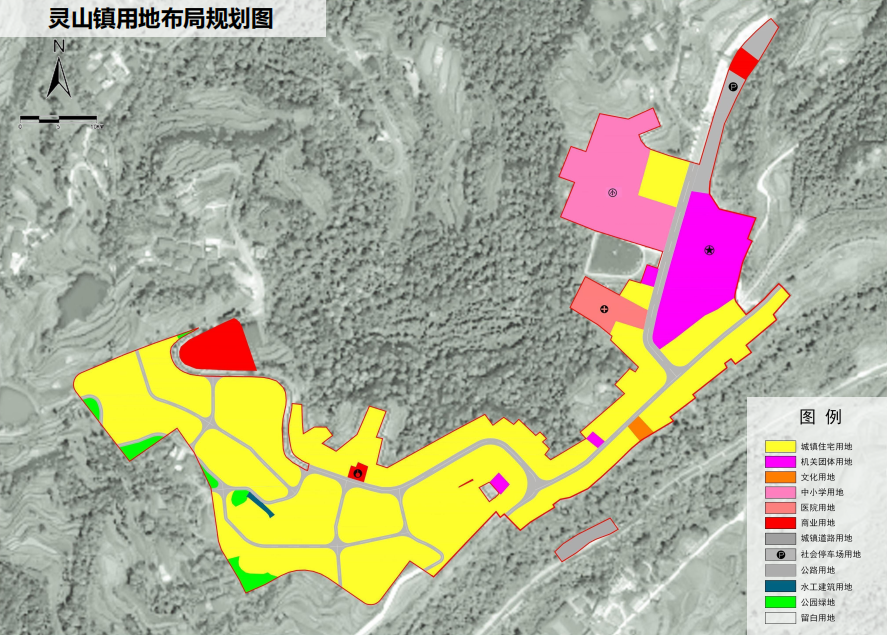 灵山镇用地布局规划图
N
图 例
城镇住宅用地
机关团体用地
文化用地
中小学用地
医院用地
商业用地
城镇道路用地
社会停车场用地
公路用地
水工建筑用地
公园绿地
留白用地